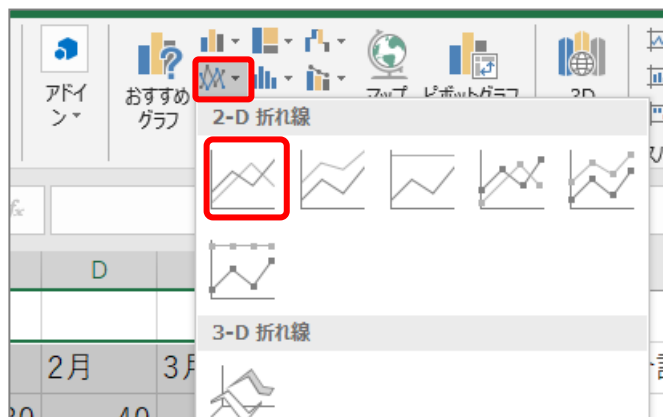 アドイ
ン
おすすめ
グラフ
マップ
ピボットグラフ
3D
2-D 折れ線
fx
D
3-D 折れ線
2月
3月
40